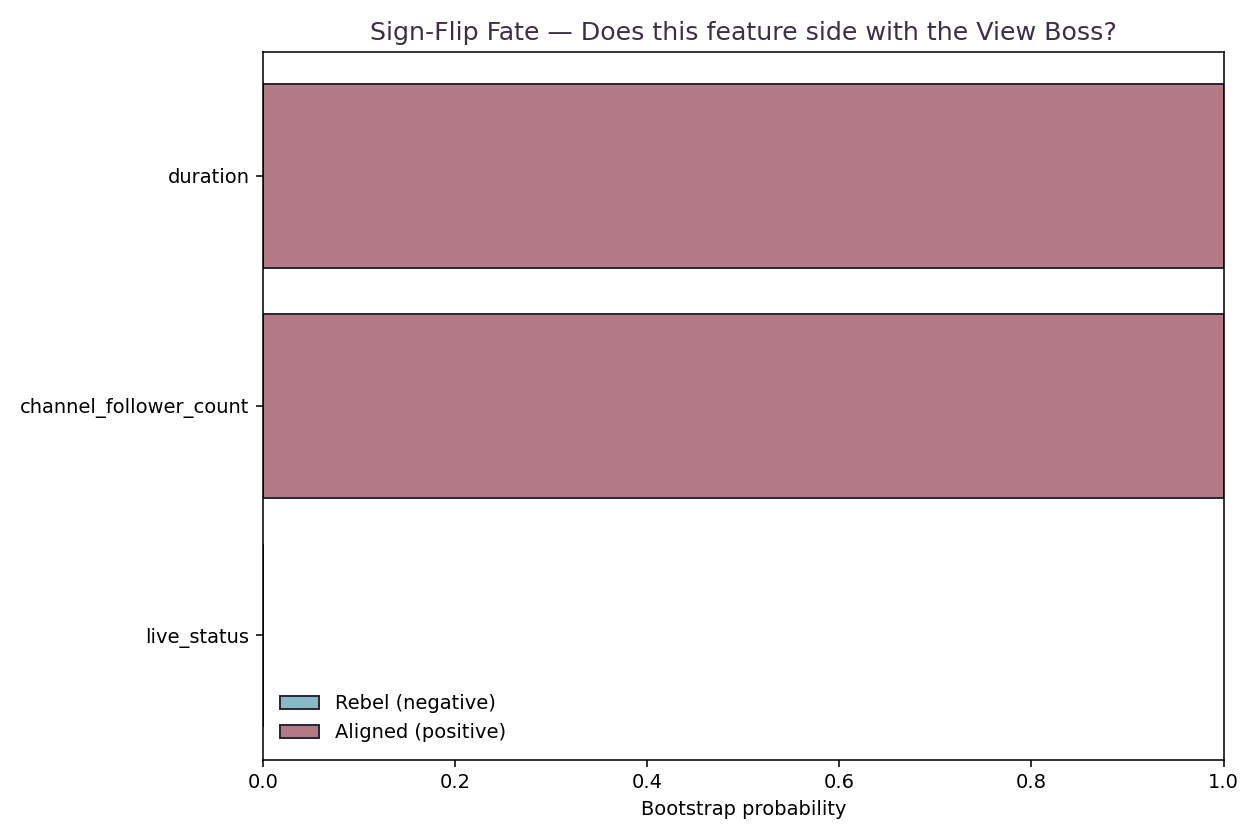 Sign-Flip Fate — Does this feature side with the View Boss?
duration
channel_follower_count
live_status
Rebel (negative)
Aligned (positive)
0.0 0.2 0.4 0.6 0.8 1.0
Bootstrap probability